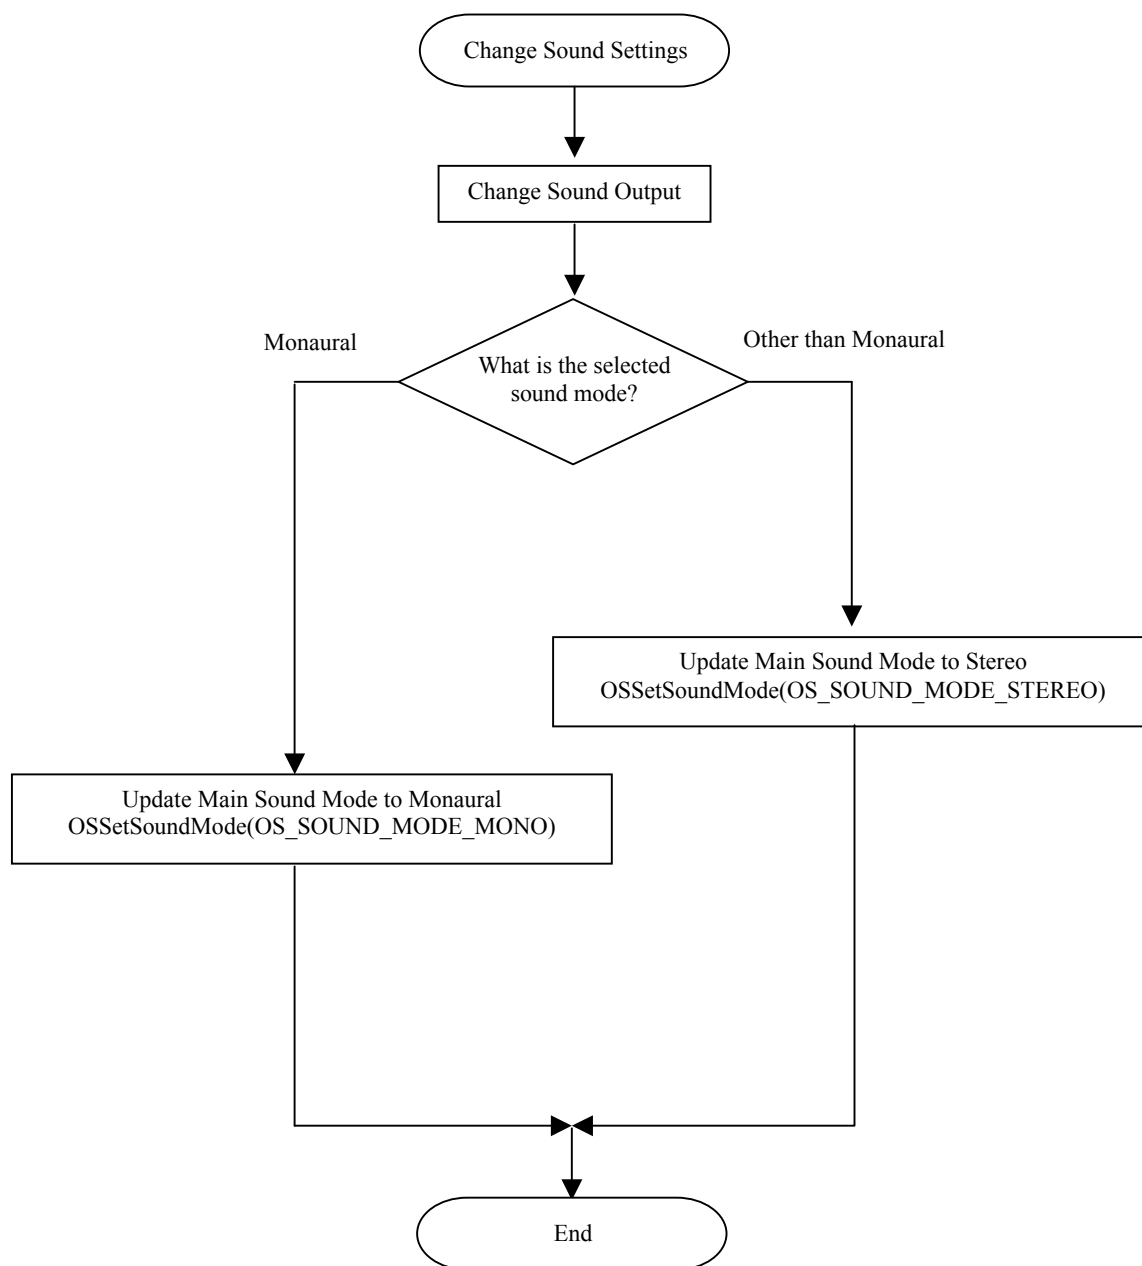 Change Sound Settings
Change Sound Output
Monaural
Other than Monaural
What is the selected
sound mode?
Update Main Sound Mode to Stereo
OSSetSoundMode(OS_SOUND_MODE_STEREO)
Update Main Sound Mode to Monaural
OSSetSoundMode(OS_SOUND_MODE_MONO)
End